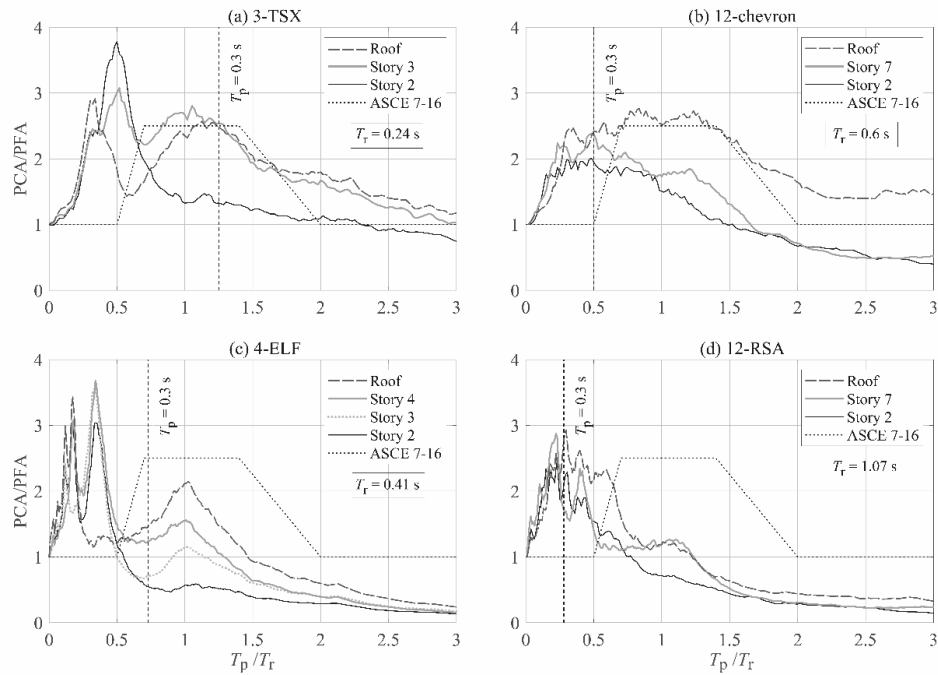 (a) 3-TSX
PCA/PFA
4
3
2
1
0
0 0.5 1 1.5 2 2.5 3
T_p = 0.3 s
Roof
Story 3
Story 2
ASCE 7-16
T_r = 0.24 s
(b) 12-chevron
4
3
2
1
0
0 0.5 1 1.5 2 2.5 3
T_p = 0.3 s
Roof
Story 7
Story 2
ASCE 7-16
T_r = 0.6 s
(c) 4-ELF
PCA/PFA
4
3
2
1
0
0 0.5 1 1.5 2 2.5 3
T_p/T_r
T_p = 0.3 s
Roof
Story 4
Story 3
Story 2
ASCE 7-16
T_r = 0.41 s
(d) 12-RSA
4
3
2
1
0
0 0.5 1 1.5 2 2.5 3
T_p/T_r
T_p = 0.3 s
Roof
Story 7
Story 2
ASCE 7-16
T_r = 1.07 s